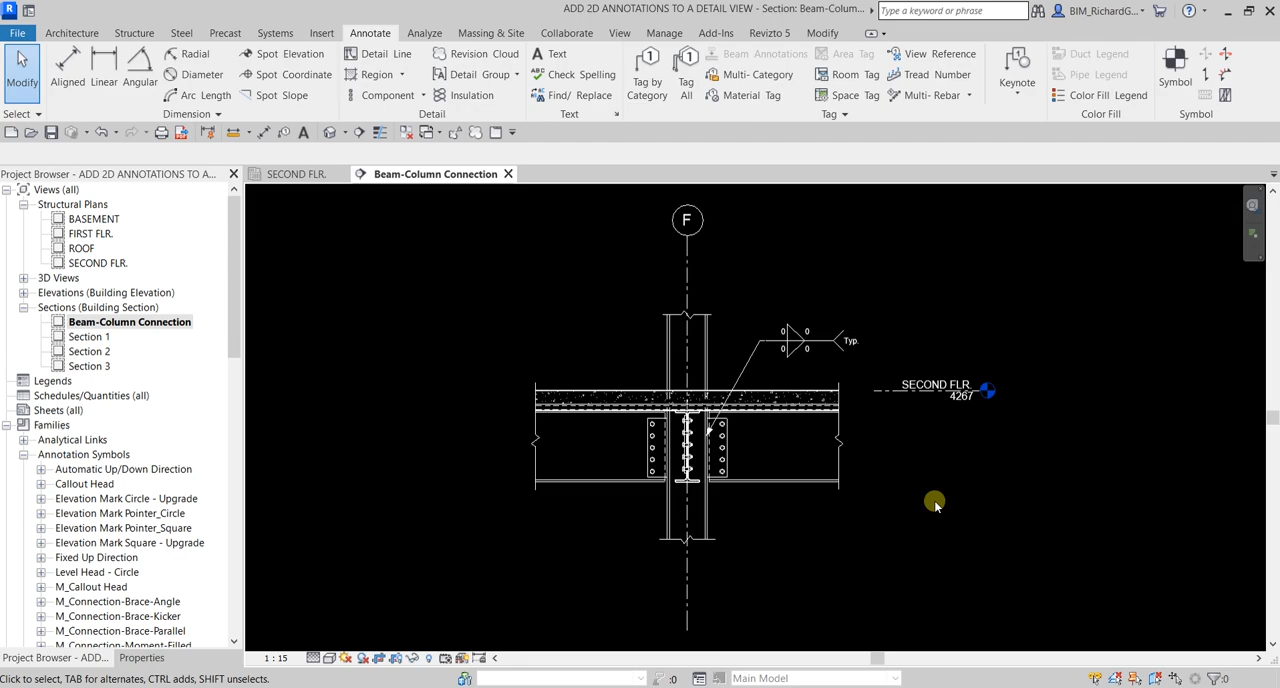 ADD 2D ANNOTATIONS TO A DETAIL VIEW - Section: Beam-Colum...
Type a keyword or phrase
BIM_RichardG...
File Architecture Structure Steel Systems Precast Insert Annotate Analyze Massing & Site Collaborate View Manage Add-Ins Revizto 5 Modify
Modify
Aligned Linear Angular
Radial
Diameter
Arc Length
Spot Elevation
Spot Coordinate
Spot Slope
Detail Line
Region
Component
Revision Cloud
Detail Group
Insulation
Text
Check Spelling
Find/ Replace
Tag by Category
Tag All
Beam Annotations
Multi- Category
Material Tag
Area Tag
Room Tag
Space Tag
View Reference
Tread Number
Multi- Rebar
Keynote
Duct Legend
Pipe Legend
Color Fill Legend
Symbol
Select Dimension Detail Text Tag Color Fill Symbol
Project Browser - ADD 2D ANNOTATIONS TO A...
SECOND FLR.
Beam-Column Connection
Views (all)
Structural Plans
BASEMENT
FIRST FLR.
ROOF
SECOND FLR.
3D Views
Elevations (Building Elevation)
Sections (Building Section)
Beam-Column Connection
Section 1
Section 2
Section 3
Legends
Schedules/Quantities (all)
Sheets (all)
Families
Analytical Links
Annotation Symbols
Automatic Up/Down Direction
Callout Head
Elevation Mark Circle - Upgrade
Elevation Mark Pointer_Circle
Elevation Mark Pointer_Square
Elevation Mark Square - Upgrade
Fixed Up Direction
Level Head - Circle
M_Callout Head
M_Connection-Brace-Angle
M_Connection-Brace-Kicker
M_Connection-Brace-Parallel
M_Connection-Moment-Filled
F
0 0
0 0
Typ.
SECOND FLR.
4267
Project Browser - ADD... Properties
1 : 15
Click to select, TAB for alternates, CTRL adds, SHIFT unselects.
:0
Main Model
:0